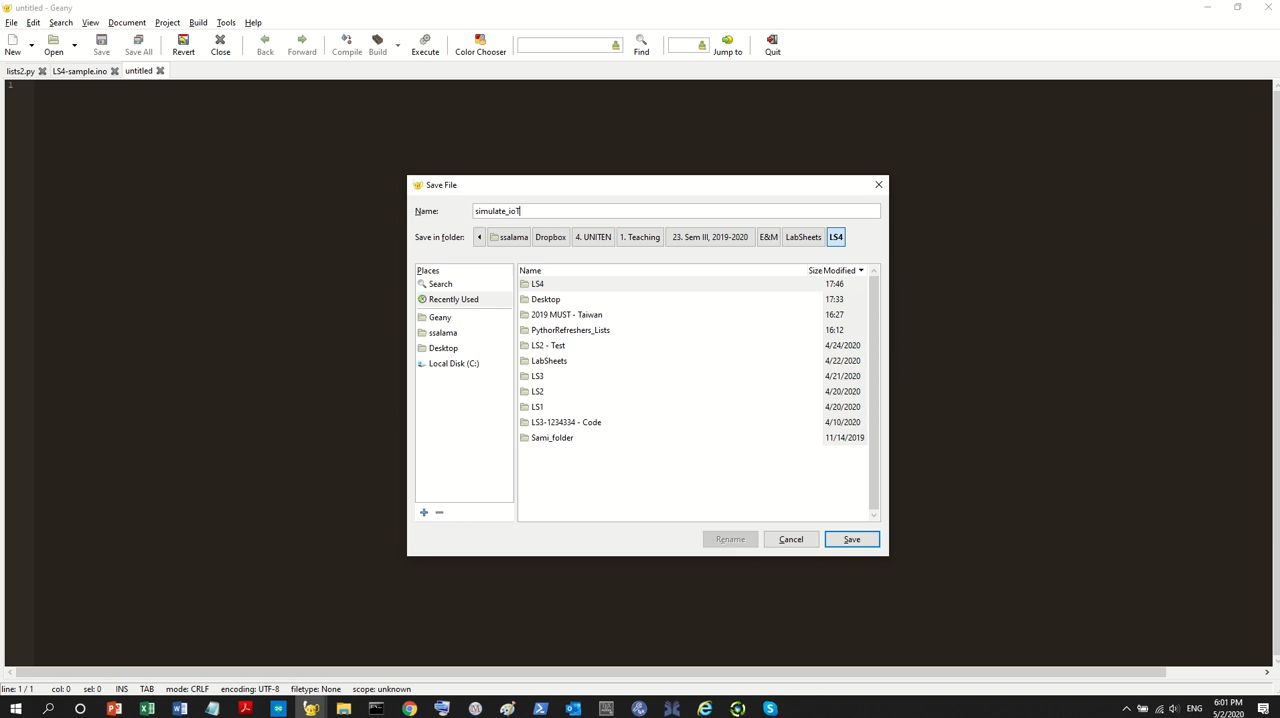 untitled - Geany
File Edit Search View Document Project Build Tools Help
New Open Save Save All Revert Close Back Forward Compile Build Execute Color Chooser Find Jump to Quit
lists2.py LS4-sample.ino untitled
1
Save File
Name: simulate_ioT
Save in folder: ssalama Dropbox 4. UNITEN 1. Teaching 23. Sem III, 2019-2020 E&M LabSheets LS4
Places
Search
Recently Used
Geany
ssalama
Desktop
Local Disk (C:)
Name Size Modified
LS4 17:46
Desktop 17:33
2019 MUST - Taiwan 16:27
PythorRefreshers_Lists 16:12
LS2 - Test 4/24/2020
LabSheets 4/22/2020
LS3 4/21/2020
LS2 4/20/2020
LS1 4/20/2020
LS3-1234334 - Code 4/10/2020
Sami_folder 11/14/2019
Rename Cancel Save
line: 1 / 1 col: 0 sel: 0 INS TAB mode: CRLF encoding: UTF-8 filetype: None scope: unknown
ENG
6:01 PM
5/2/2020